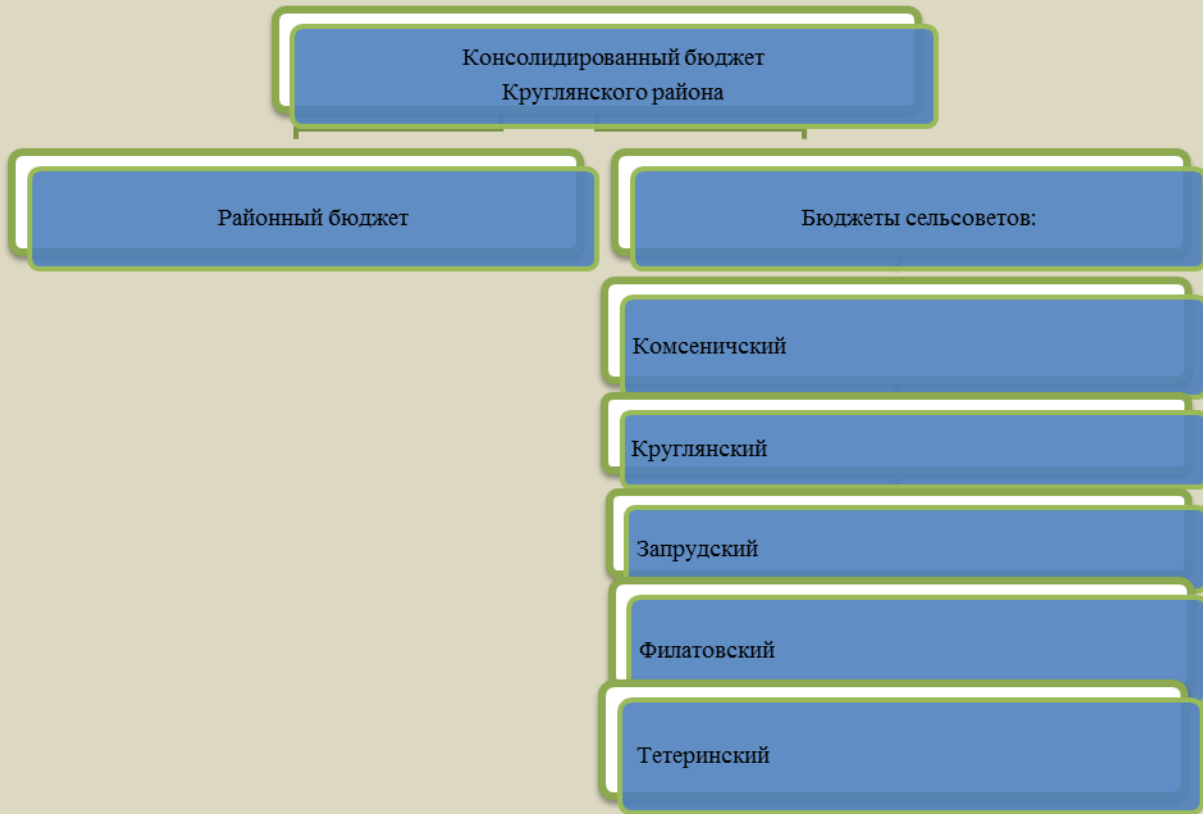 Консолидированный бюджет
Круглянского района
Районный бюджет
Бюджеты сельсоветов:
Комсеничский
Круглянский
Запрудский
Филатовский
Тетеринский